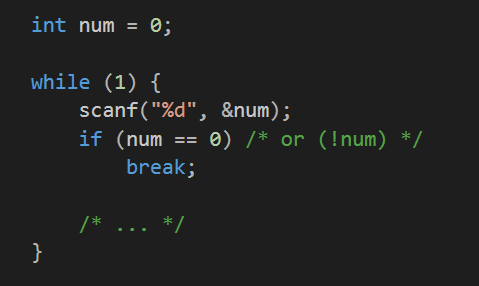 int num = 0;
while (1) {
scanf("%d", &num);
if (num == 0) /* or (!num) */
break;
/* ... */
}